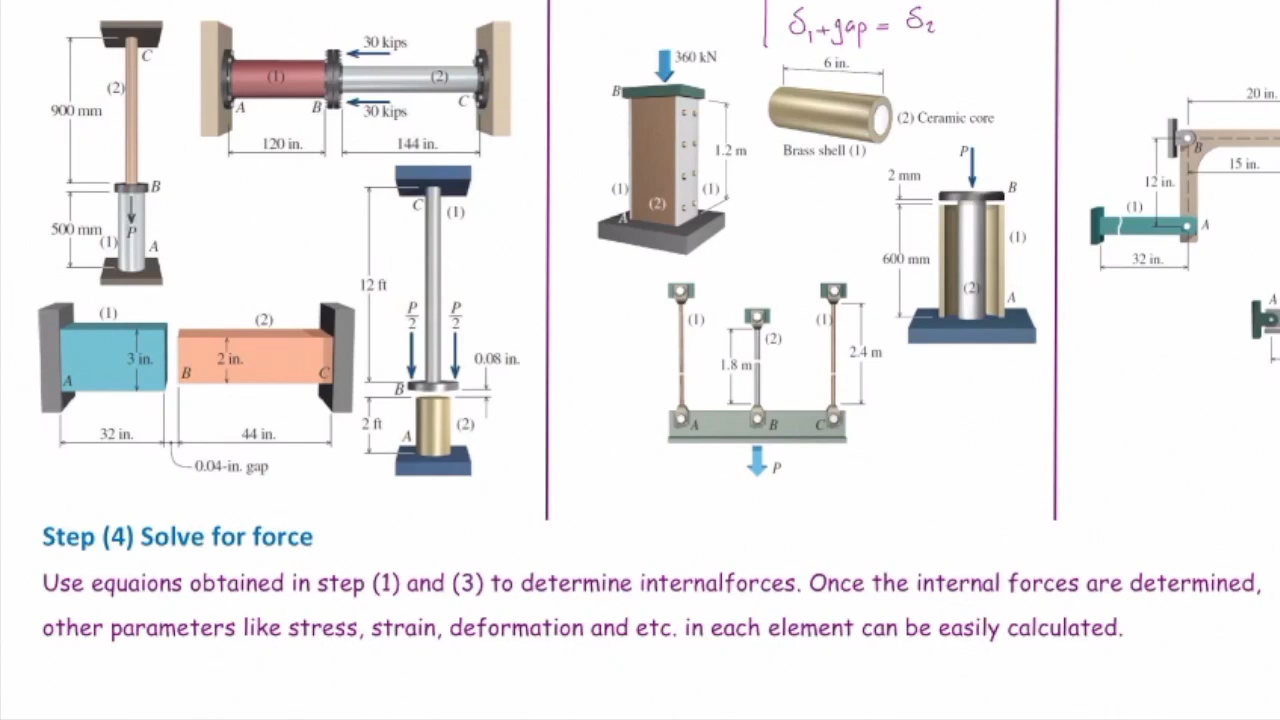 δ₁ + gap = δ₂
C
(2)
900 mm
B
500 mm
P
(1)
A
30 kips
(1)
(2)
A
B
C
30 kips
120 in.
144 in.
C
(1)
12 ft
P/2
P/2
0.08 in.
B
2 ft
(2)
A
(1)
(2)
3 in.
2 in.
A
B
C
32 in.
44 in.
0.04-in. gap
360 kN
B
1.2 m
(1)
(1)
(2)
A
6 in.
(2) Ceramic core
Brass shell (1)
P
2 mm
B
(1)
600 mm
(2)
A
(1)
(2)
(1)
1.8 m
2.4 m
A
B
C
P
20 in.
B
15 in.
12 in.
(1)
A
32 in.
A
Step (4) Solve for force
Use equaions obtained in step (1) and (3) to determine internalforces. Once the internal forces are determined,
other parameters like stress, strain, deformation and etc. in each element can be easily calculated.